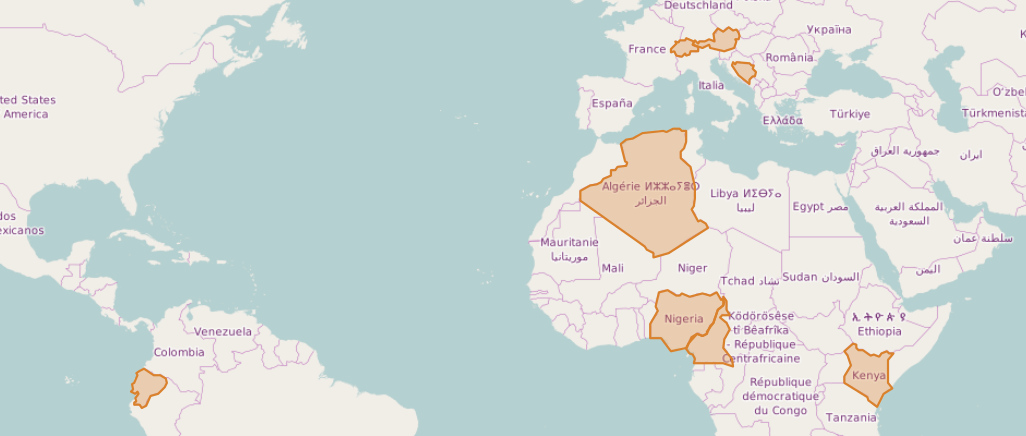 Deutschland
Україна
France
România
Italia
nited States
America
España
Ελλάδα
Türkiye
O'zbe
Türkmenista
جمهورية العراق
ایران
Algérie ⵍⵣⵣⴰⵢⴻⵔ
الجزائر
Libya ⵍⵉⴱⵢⴰ
ليبيا
Egypt مصر
المملكة العربية
السعودية
dos
exicanos
سلطنة عمان
Mauritanie
موريتانيا
Mali
Niger
Tchad تشاد
Sudan السودان
اليمن
Nigeria
Ködörösêse
tî Bêafrîka
- République
Centrafricaine
ኢትዮጵያ
Ethiopia
Venezuela
Colombia
Kenya
République
démocratique
du Congo
Tanzania